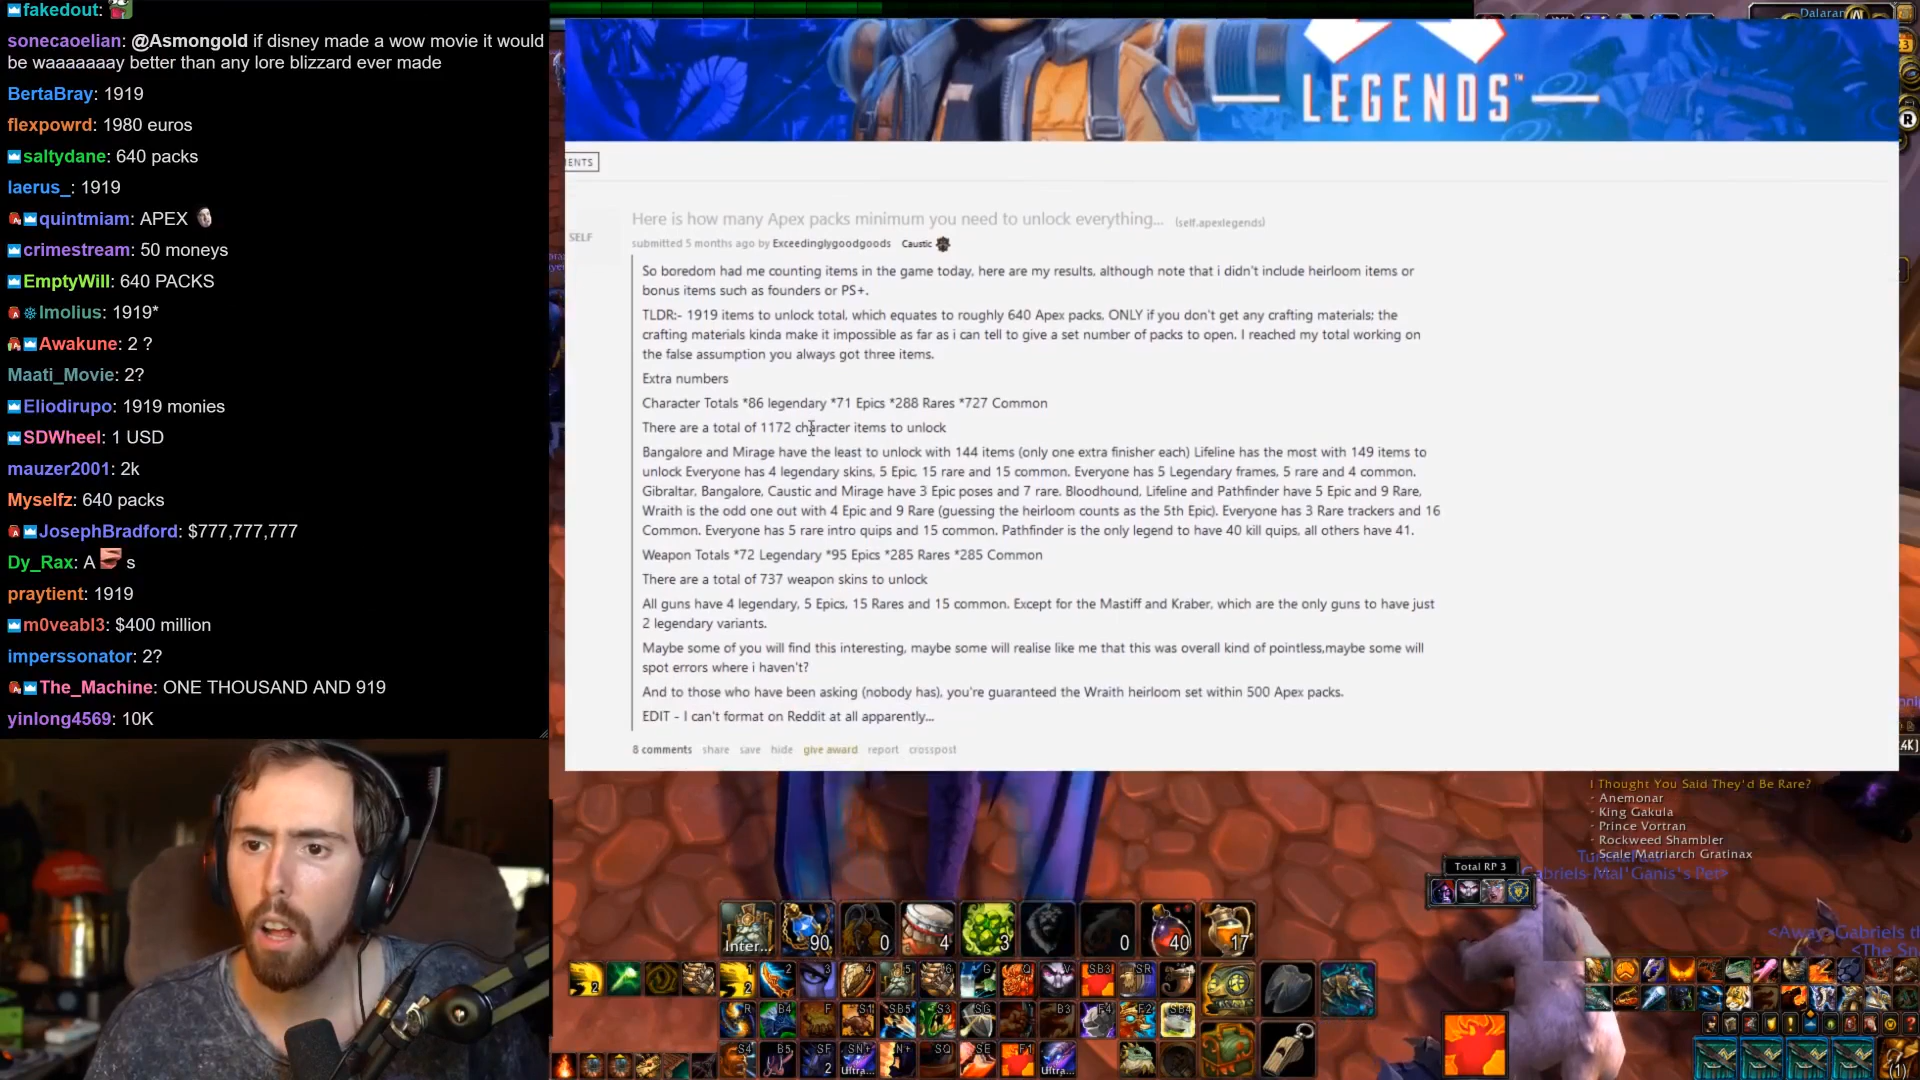 fakedout:
sonecaoelian: @Asmongold if disney made a wow movie it would
be waaaaaaay better than any lore blizzard ever made
BertaBray: 1919
flexpowrd: 1980 euros
saltydane: 640 packs
laerus_: 1919
quintmiam: APEX
crimestream: 50 moneys
EmptyWill: 640 PACKS
Imolius: 1919*
Awakune: 2 ?
Maati_Movie: 2?
Eliodirupo: 1919 monies
SDWheel: 1 USD
mauzer2001: 2k
Myselfz: 640 packs
JosephBradford: $777,777,777
Dy_Rax: A s
praytient: 1919
m0veabl3: $400 million
imperssonator: 2?
The_Machine: ONE THOUSAND AND 919
yinlong4569: 10K
Dalaran
LEGENDS™
ENTS
SELF
Here is how many Apex packs minimum you need to unlock everything... (self.apexlegends)
submitted 5 months ago by Exceedinglygoodgoods Caustic
So boredom had me counting items in the game today, here are my results, although note that i didn't include heirloom items or
bonus items such as founders or PS+.
TLDR:- 1919 items to unlock total, which equates to roughly 640 Apex packs, ONLY if you don't get any crafting materials; the
crafting materials kinda make it impossible as far as i can tell to give a set number of packs to open. I reached my total working on
the false assumption you always got three items.
Extra numbers
Character Totals *86 legendary *71 Epics *288 Rares *727 Common
There are a total of 1172 character items to unlock
Bangalore and Mirage have the least to unlock with 144 items (only one extra finisher each) Lifeline has the most with 149 items to
unlock Everyone has 4 legendary skins, 5 Epic, 15 rare and 15 common. Everyone has 5 Legendary frames, 5 rare and 4 common.
Gibraltar, Bangalore, Caustic and Mirage have 3 Epic poses and 7 rare. Bloodhound, Lifeline and Pathfinder have 5 Epic and 9 Rare,
Wraith is the odd one out with 4 Epic and 9 Rare (guessing the heirloom counts as the 5th Epic). Everyone has 3 Rare trackers and 16
Common. Everyone has 5 rare intro quips and 15 common. Pathfinder is the only legend to have 40 kill quips, all others have 41.
Weapon Totals *72 Legendary *95 Epics *285 Rares *285 Common
There are a total of 737 weapon skins to unlock
All guns have 4 legendary, 5 Epics, 15 Rares and 15 common. Except for the Mastiff and Kraber, which are the only guns to have just
2 legendary variants.
Maybe some of you will find this interesting, maybe some will realise like me that this was overall kind of pointless,maybe some will
spot errors where i haven't?
And to those who have been asking (nobody has), you're guaranteed the Wraith heirloom set within 500 Apex packs.
EDIT - I can't format on Reddit at all apparently...
8 comments share save hide give award report crosspost
I Thought You Said They'd Be Rare?
- Anemonar
- King Gakula
- Prince Vortran
- Rockweed Shambler
- Scale Matriarch Gratinax
Gabriels-Mal'Ganis's Pet>
Total RP 3
<Away>Gabriels th
<The Sn
Inter... 90 0 4 3 0 40 17